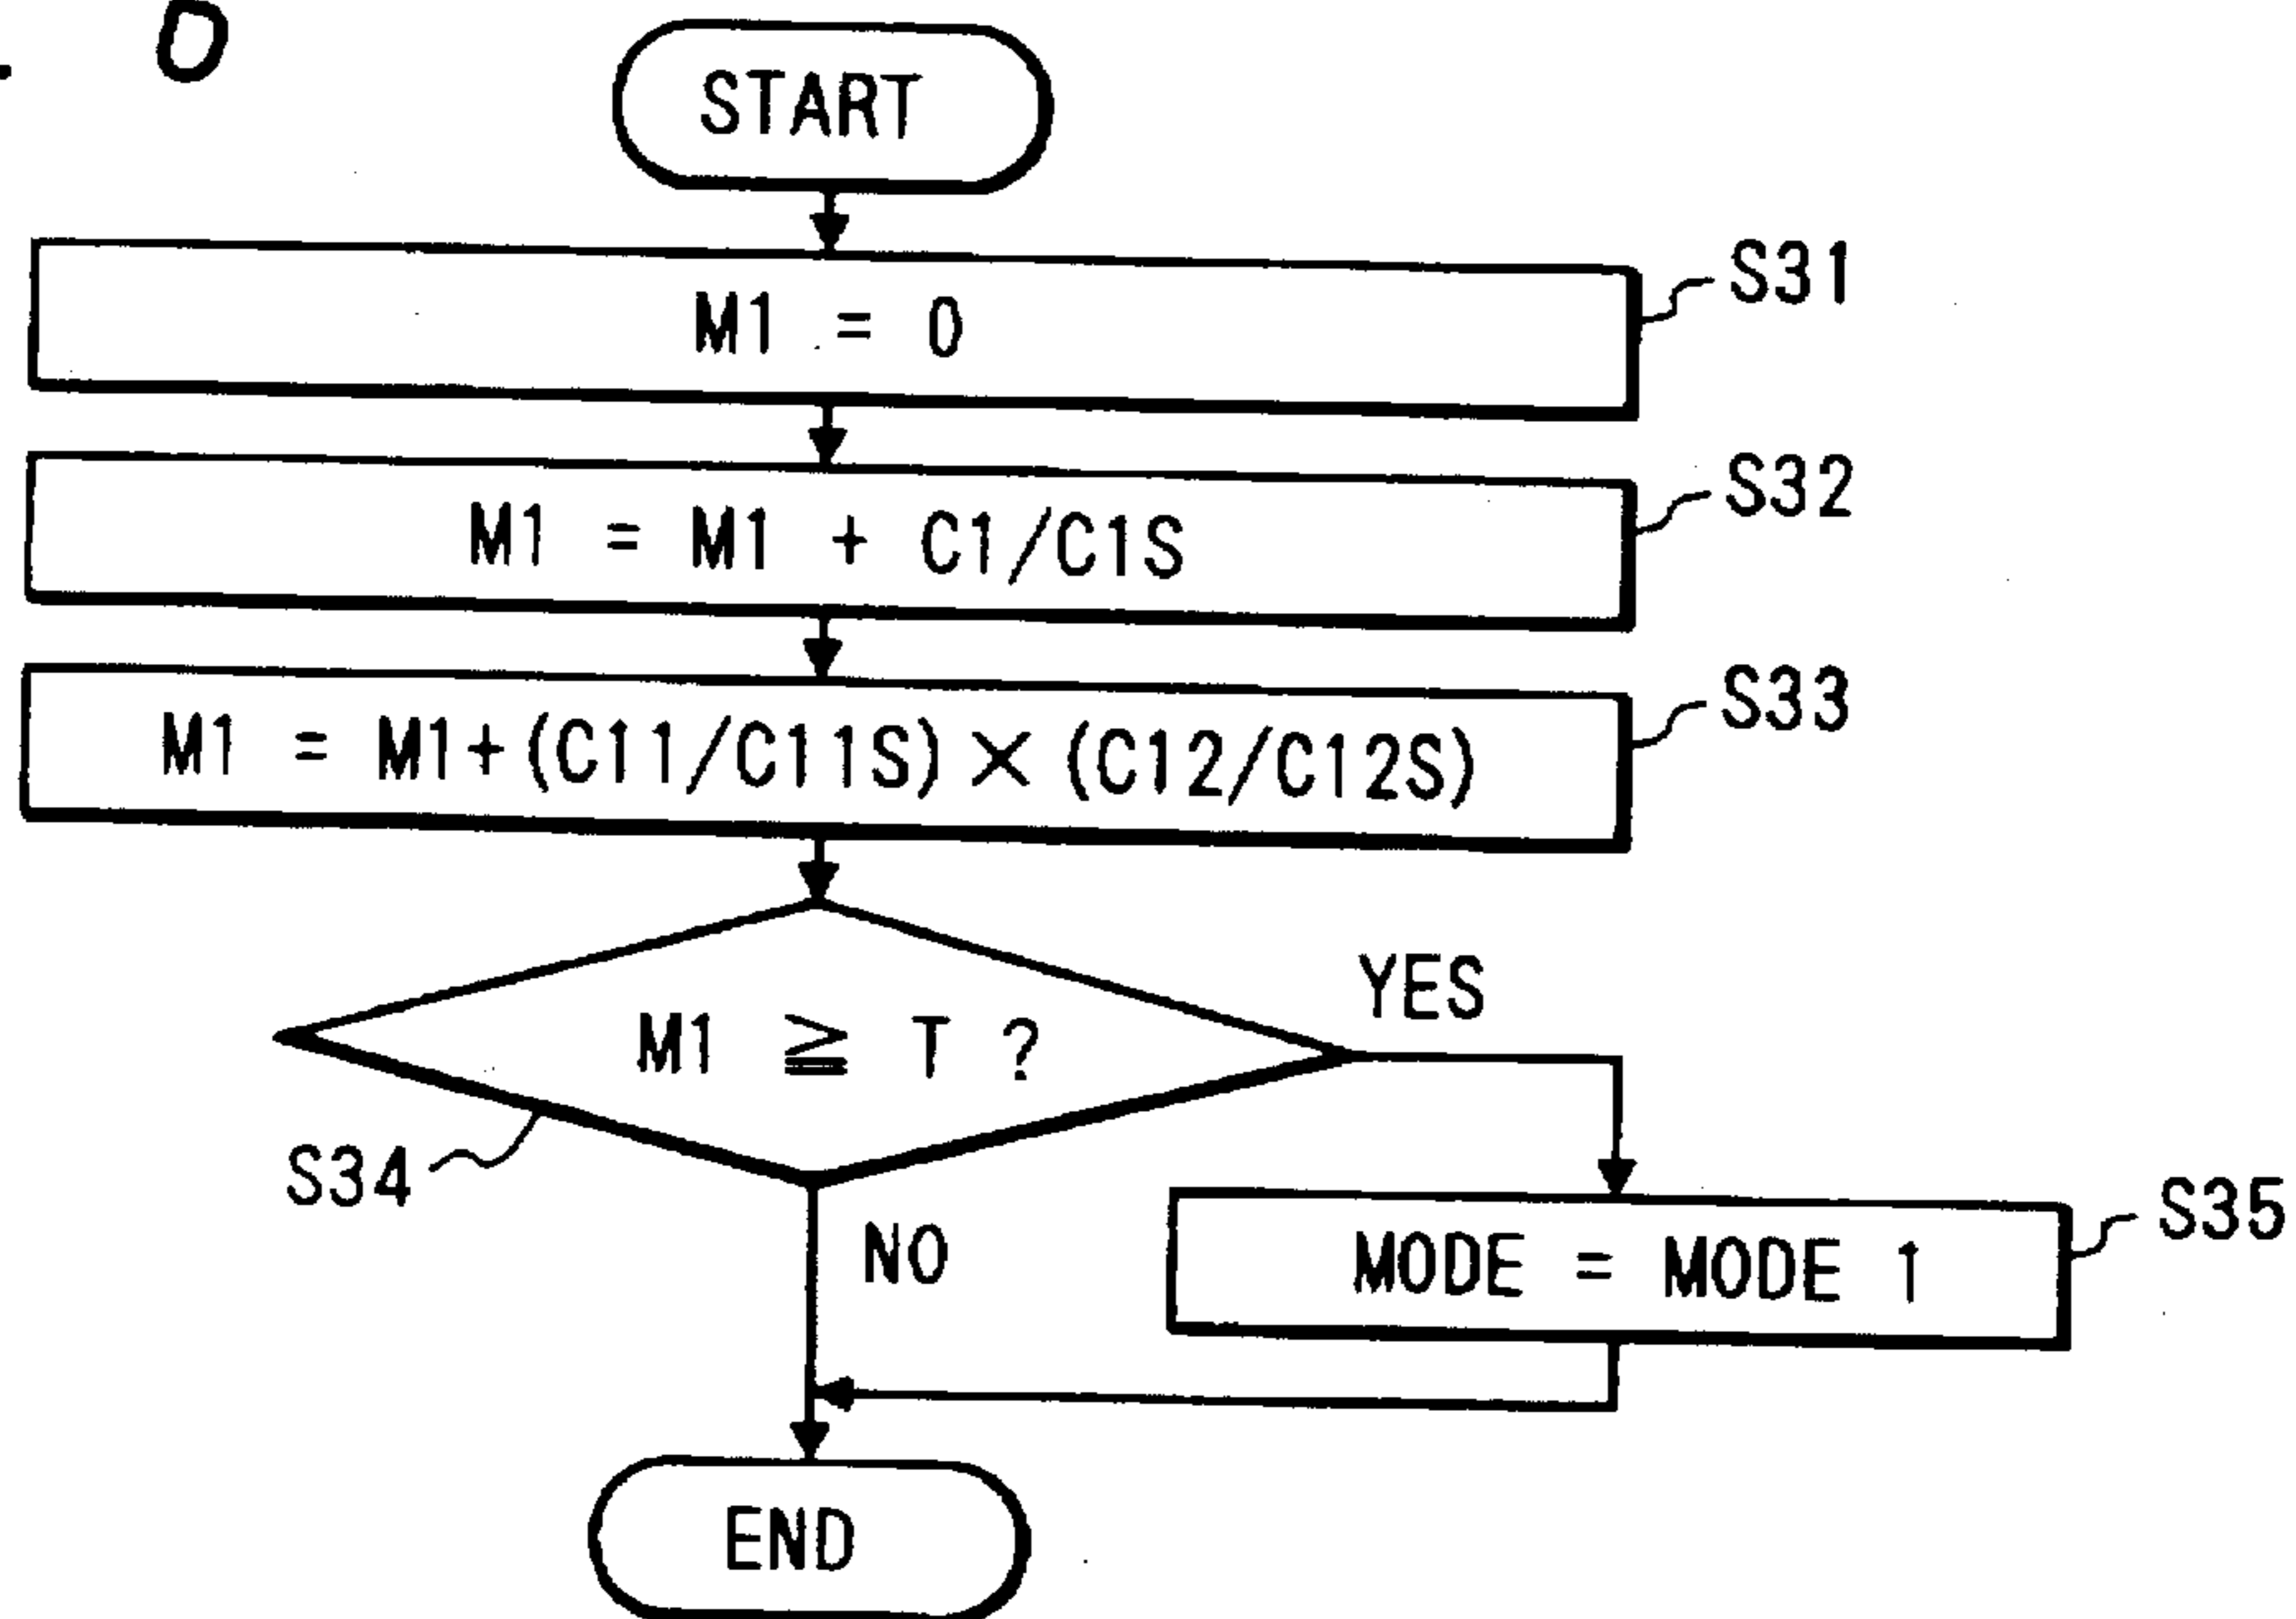 START
M1 = 0
S31
M1 = M1 + C1/C1S
S32
M1 = M1+(C11/C11S)×(C12/C12S)
S33
M1 ≧ T ?
YES
S34
NO
MODE = MODE 1
S35
END